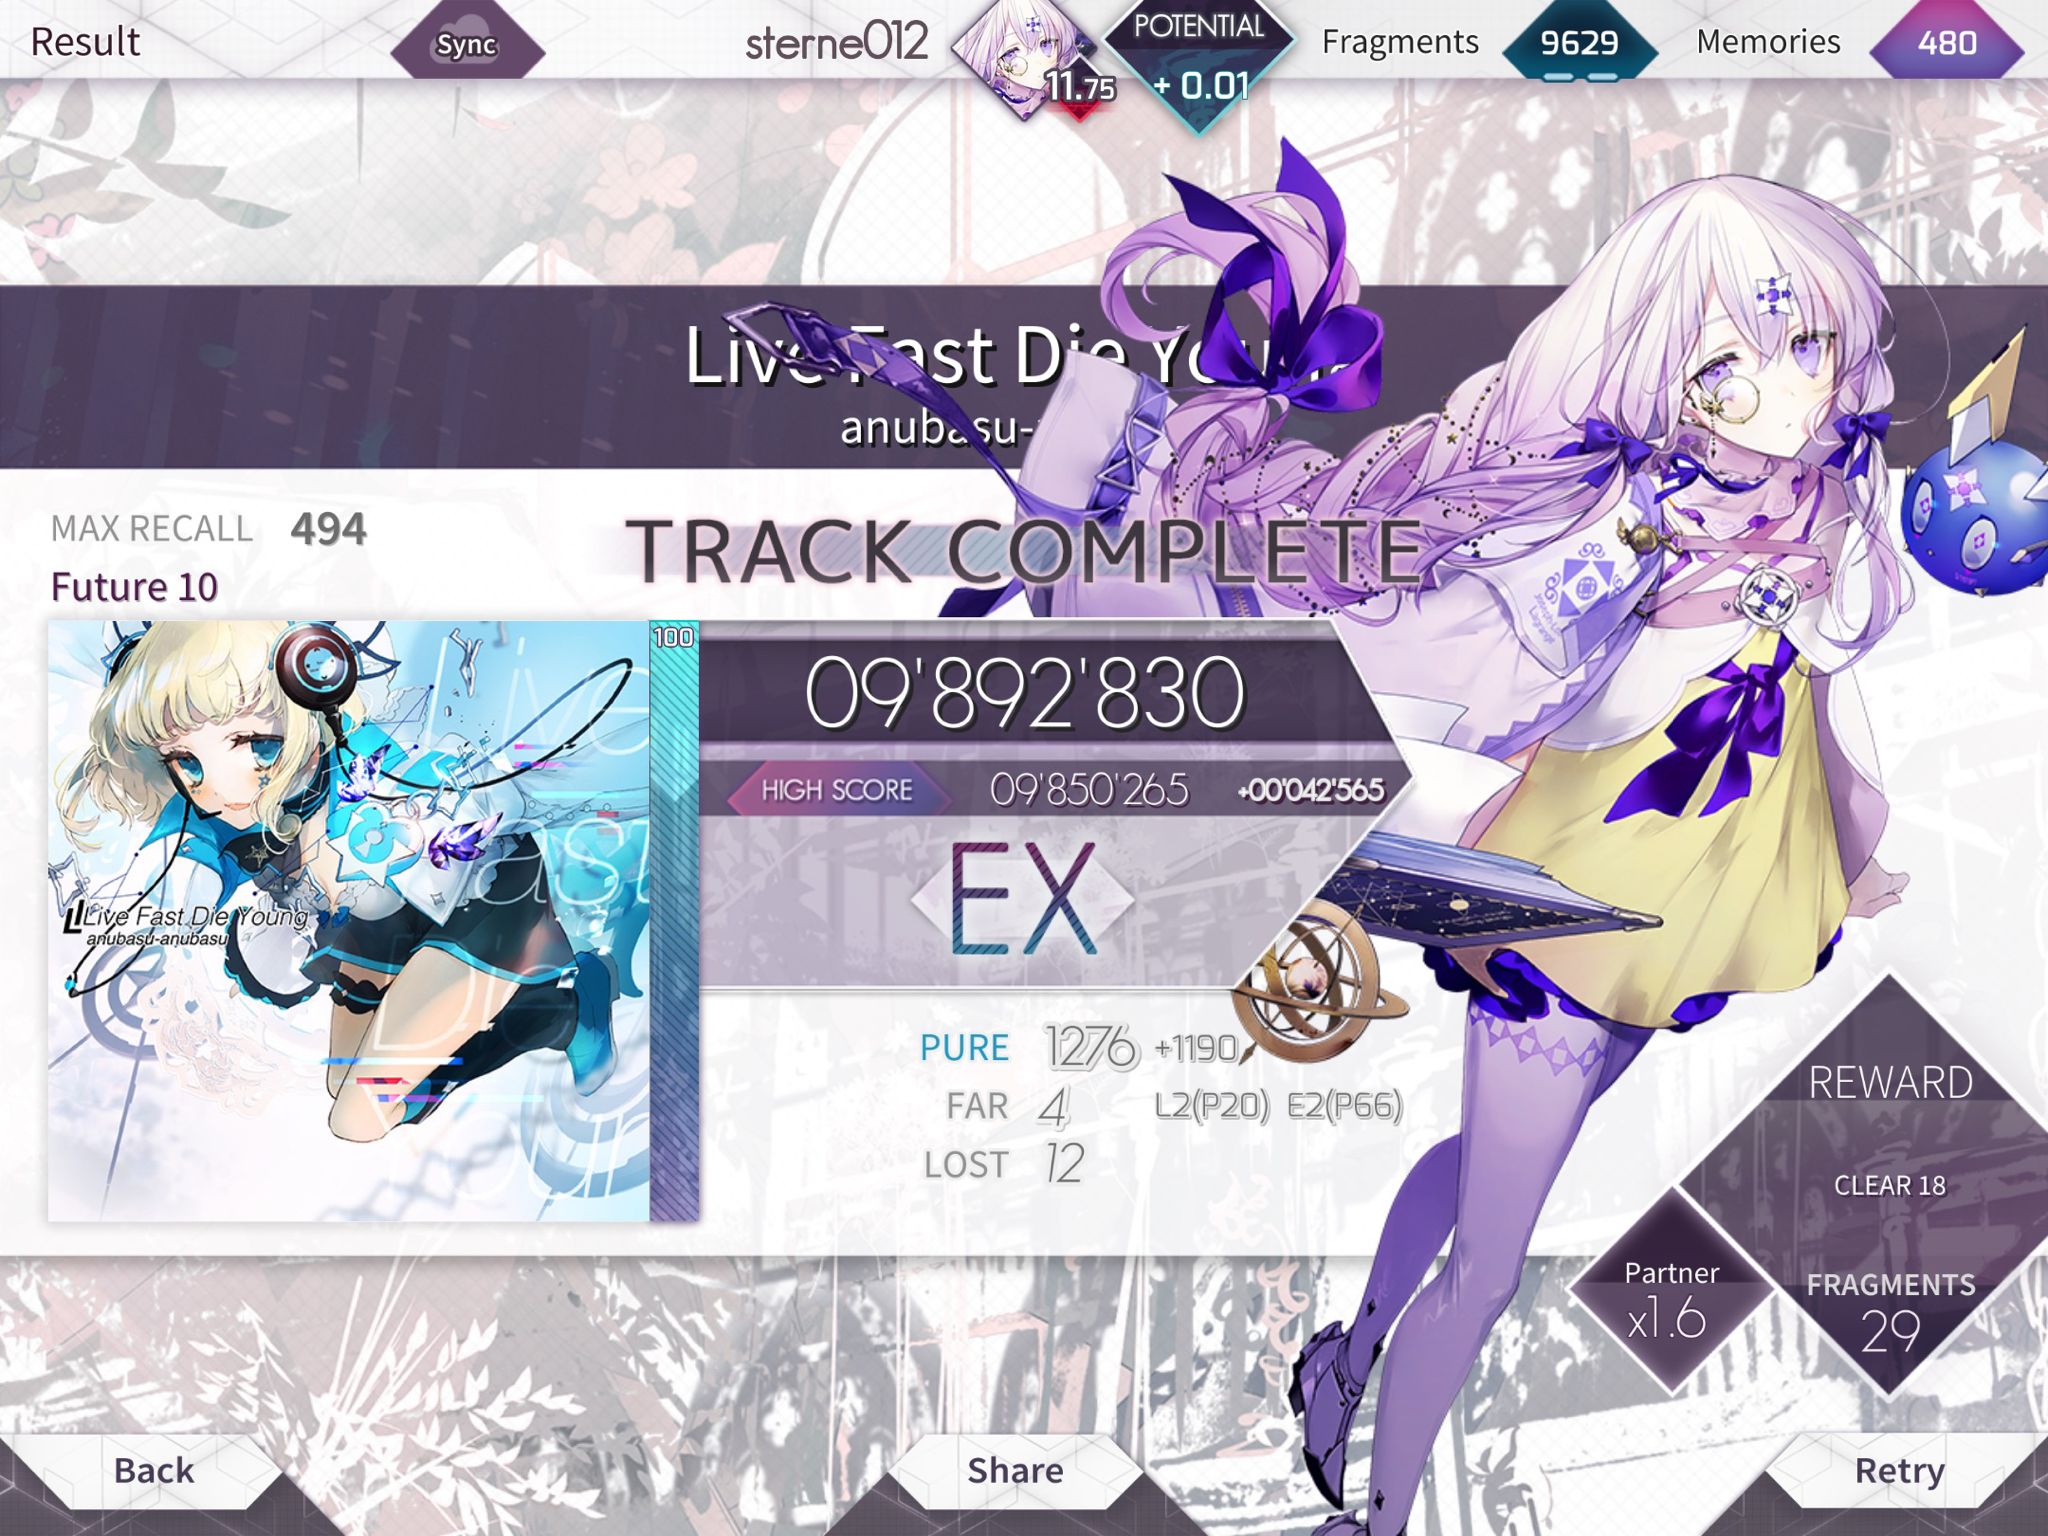 Result
Sync
sterne012
11.75
POTENTIAL
+ 0.01
Fragments
9629
Memories
480
Live Fast Die
anubasu-
MAX RECALL 494
Future 10
TRACK COMPLETE
100
09'892'830
HIGH SCORE 09'850'265 +00'042'565
EX
Live Fast Die Young
anubasu-anubasu
PURE 1276 +1190
FAR 4 L2(P20) E2(P66)
LOST 12
REWARD
CLEAR 18
Partner
x1.6
FRAGMENTS
29
Back
Share
Retry